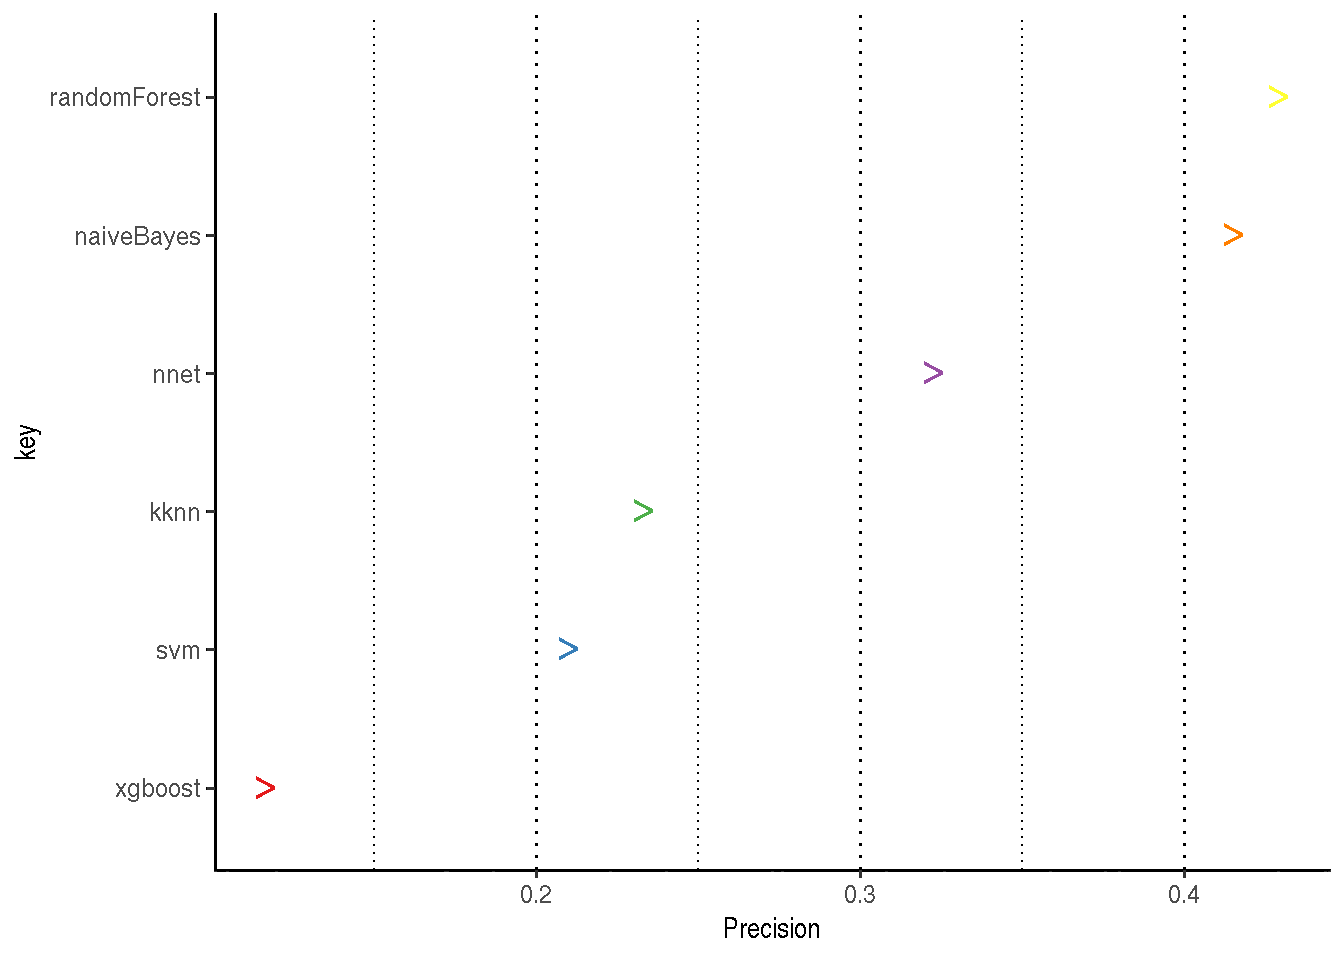 randomForest
naiveBayes
nnet
kknn
svm
xgboost
key
0.2 0.3 0.4
Precision